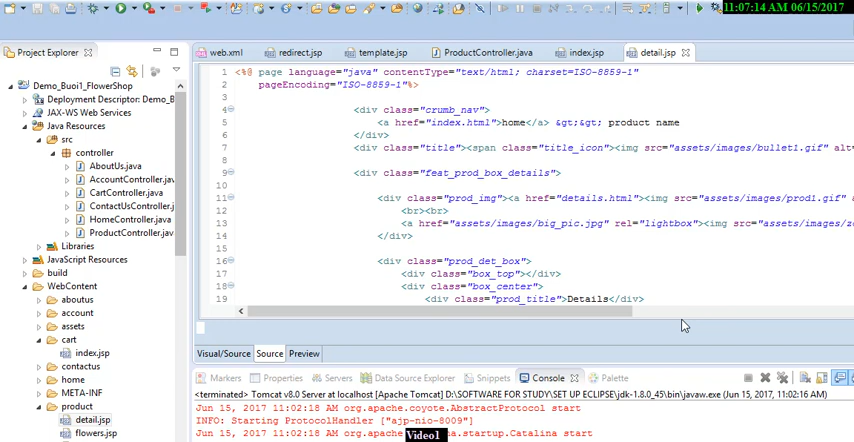 11:07:14 AM 06/15/2017
Project Explorer
web.xml
redirect.jsp
template.jsp
ProductController.java
index.jsp
detail.jsp
Demo_Buoi1_FlowerShop
Deployment Descriptor: Demo_B
JAX-WS Web Services
Java Resources
src
controller
AboutUs.java
AccountController.java
CartController.java
ContactUsController.
HomeController.java
ProductController.jav
Libraries
JavaScript Resources
build
WebContent
aboutus
account
assets
cart
index.jsp
contactus
home
META-INF
product
detail.jsp
flowers.jsp
1 <%@ page language="java" contentType="text/html; charset=ISO-8859-1"
2 pageEncoding="ISO-8859-1"%>
3
4 <div class="crumb_nav">
5 <a href="index.html">home</a> &gt;&gt; product name
6 </div>
7 <div class="title"><span class="title_icon"><img src="assets/images/bullet1.gif" alt
8
9 <div class="feat_prod_box_details">
10
11 <div class="prod_img"><a href="details.html"><img src="assets/images/prod1.gif"
12 <br><br>
13 <a href="assets/images/big_pic.jpg" rel="lightbox"><img src="assets/images/zo
14 </div>
15
16 <div class="prod_det_box">
17 <div class="box_top"></div>
18 <div class="box_center">
19 <div class="prod_title">Details</div>
Visual/Source
Source
Preview
Markers
Properties
Servers
Data Source Explorer
Snippets
Console
Palette
<terminated> Tomcat v8.0 Server at localhost [Apache Tomcat] D:\SOFTWARE FOR STUDY\SET UP ECLIPSE\jdk-1.8.0_45\bin\javaw.exe (Jun 15, 2017, 11:02:16 AM)
Jun 15, 2017 11:02:18 AM org.apache.coyote.AbstractProtocol start
INFO: Starting ProtocolHandler ["ajp-nio-8009"]
Jun 15, 2017 11:02:18 AM
na.startup.Catalina start
Video1